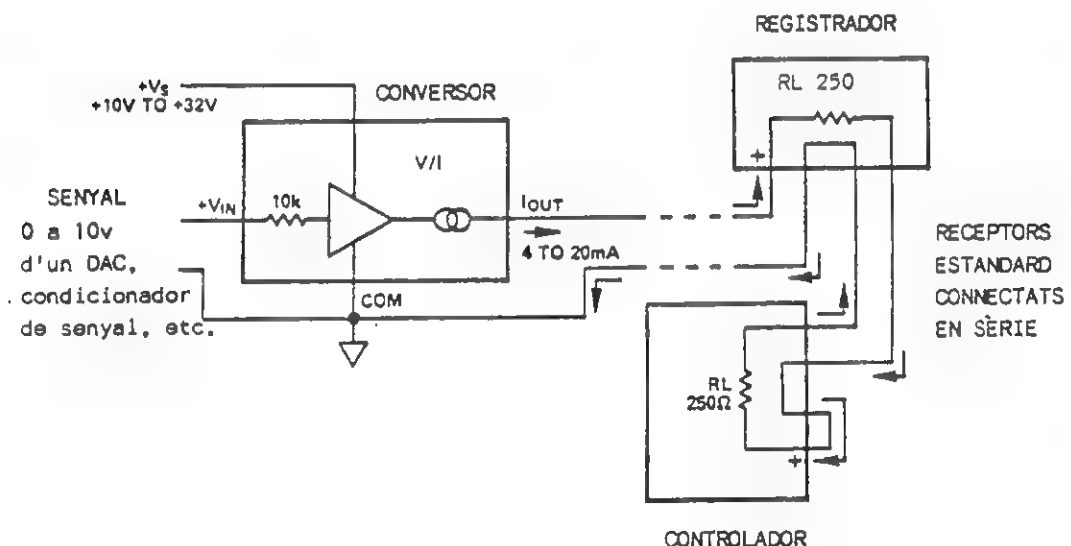 REGISTRADOR
RL 250
+
+Vs
+10V TO +32V
CONVERSOR
V/I
SENYAL
0 a 10v
d'un DAC,
condicionador
de senyal, etc.
+VIN
10k
IOUT
4 TO 20mA
COM
RECEPTORS
ESTANDARD
CONNECTATS
EN SÈRIE
RL
250Ω
+
CONTROLADOR